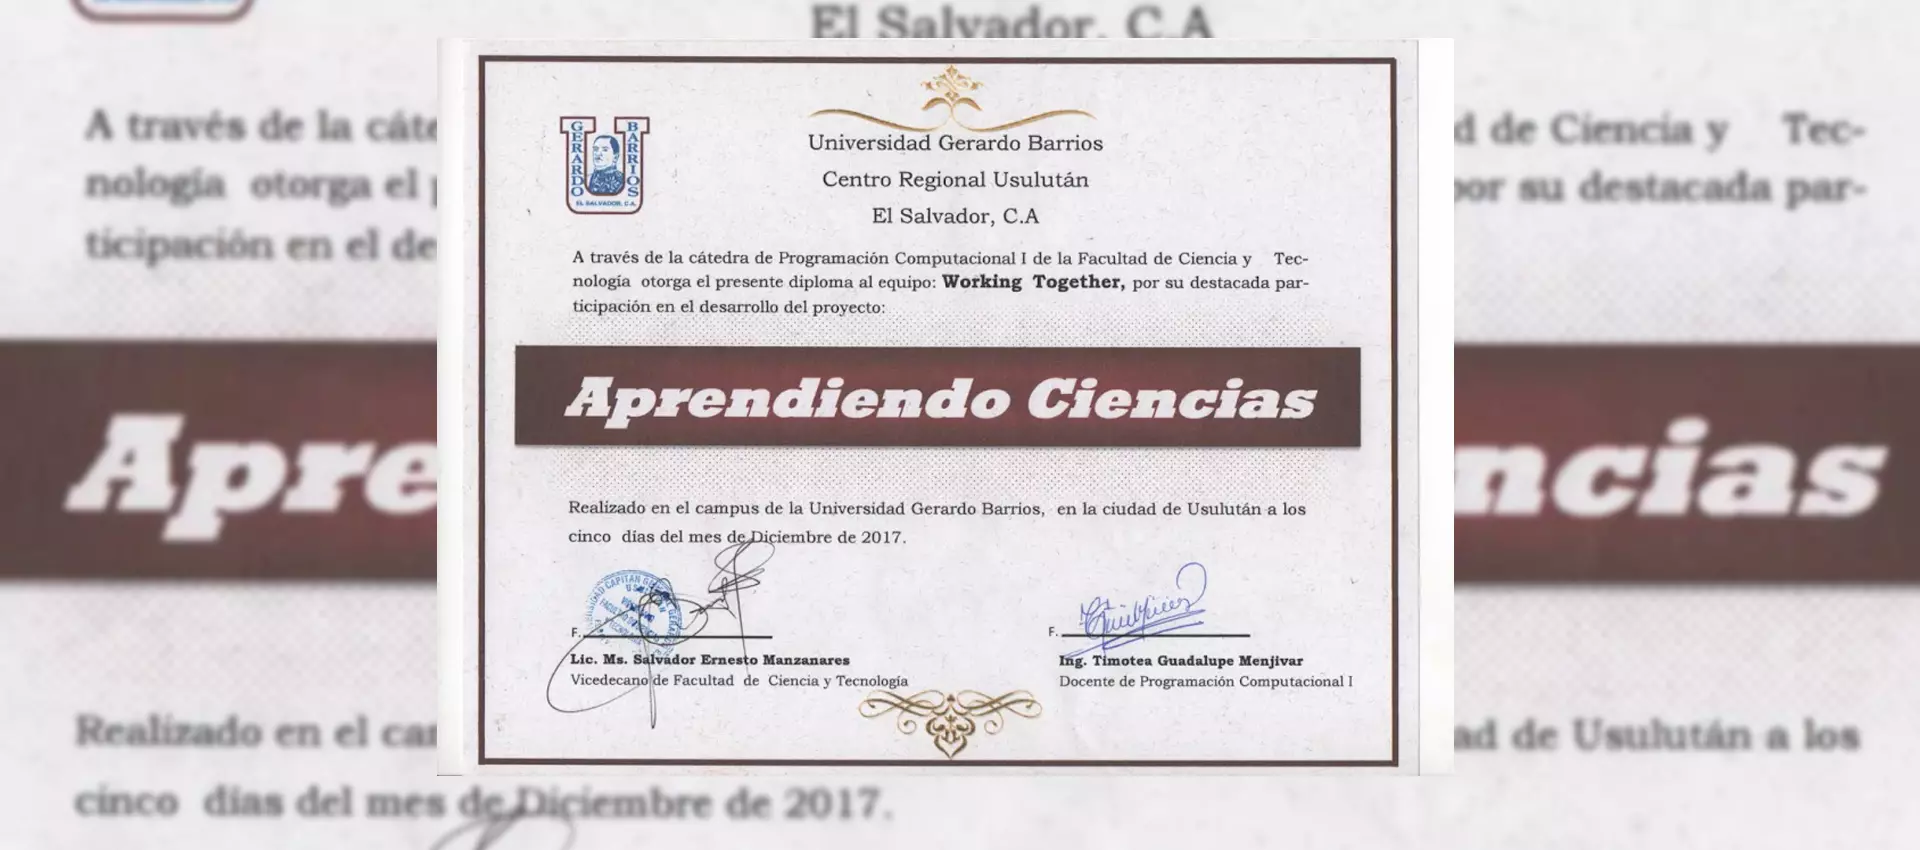 GERARDO BARRIOS
EL SALVADOR, C.A.
Universidad Gerardo Barrios
Centro Regional Usulután
El Salvador, C.A
A través de la cátedra de Programación Computacional I de la Facultad de Ciencia y Tec-
nología otorga el presente diploma al equipo: Working Together, por su destacada par-
ticipación en el desarrollo del proyecto:
Aprendiendo Ciencias
Realizado en el campus de la Universidad Gerardo Barrios, en la ciudad de Usulután a los
cinco días del mes de Diciembre de 2017.
F.
Lic. Ms. Salvador Ernesto Manzanares
Vicedecano de Facultad de Ciencia y Tecnología
F.
Ing. Timotea Guadalupe Menjivar
Docente de Programación Computacional I